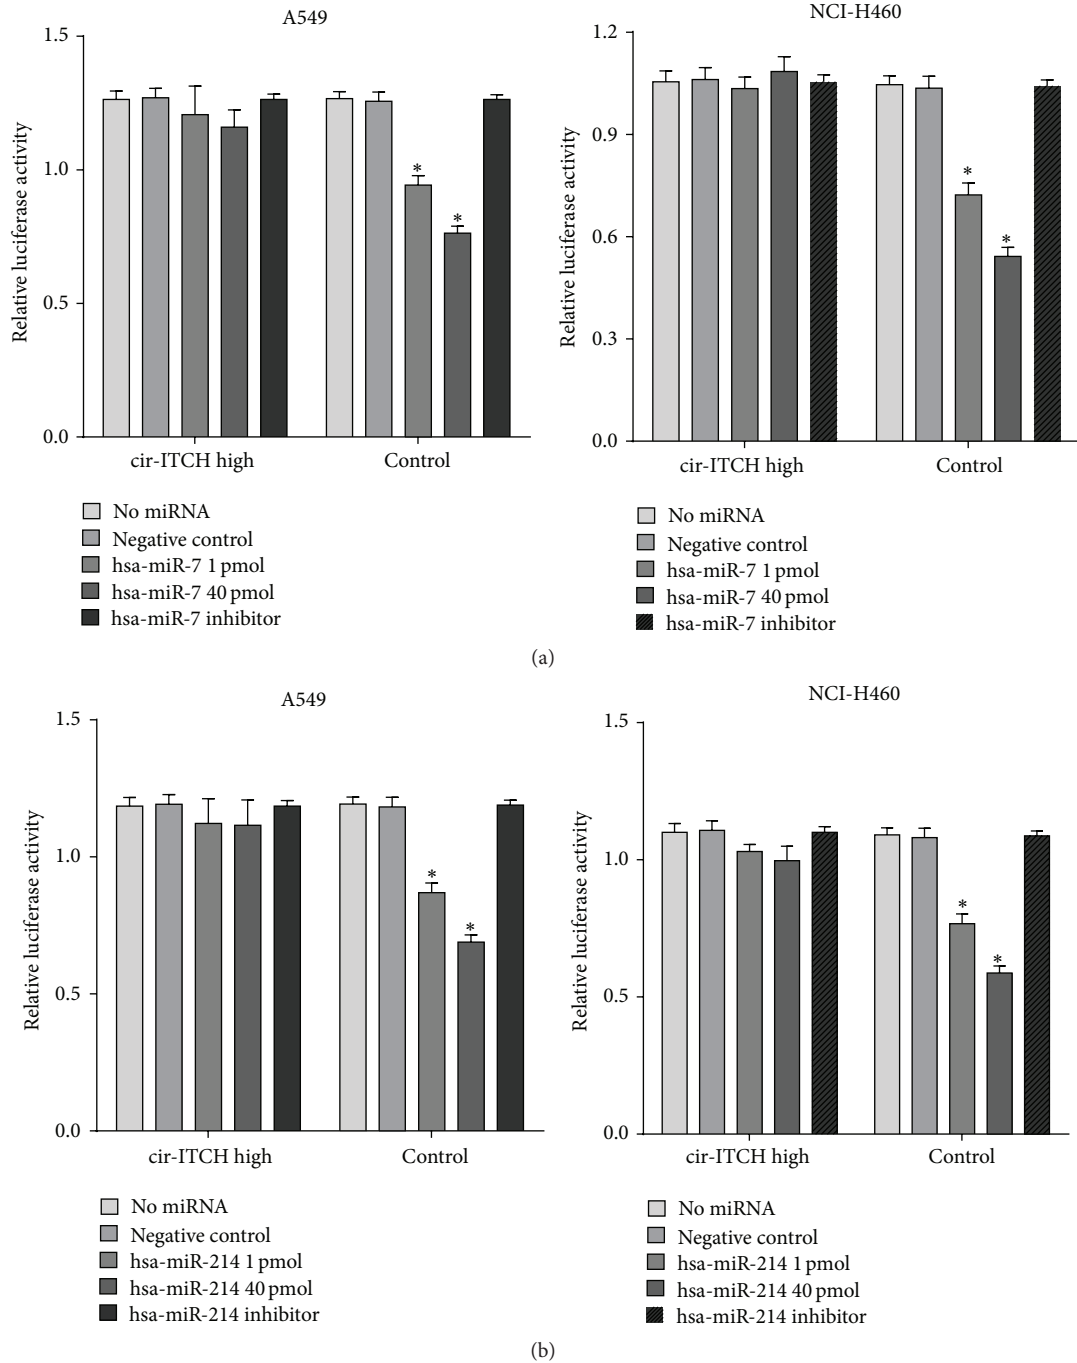 A549
Relative luciferase activity
1.5
1.0
0.5
0.0
*
*
cir-ITCH high
Control
No miRNA
Negative control
hsa-miR-7 1 pmol
hsa-miR-7 40 pmol
hsa-miR-7 inhibitor
NCI-H460
Relative luciferase activity
1.2
0.9
0.6
0.3
0.0
*
*
cir-ITCH high
Control
No miRNA
Negative control
hsa-miR-7 1 pmol
hsa-miR-7 40 pmol
hsa-miR-7 inhibitor
(a)
A549
Relative luciferase activity
1.5
1.0
0.5
0.0
*
*
cir-ITCH high
Control
No miRNA
Negative control
hsa-miR-214 1 pmol
hsa-miR-214 40 pmol
hsa-miR-214 inhibitor
NCI-H460
Relative luciferase activity
1.5
1.0
0.5
0.0
*
*
cir-ITCH high
Control
No miRNA
Negative control
hsa-miR-214 1 pmol
hsa-miR-214 40 pmol
hsa-miR-214 inhibitor
(b)